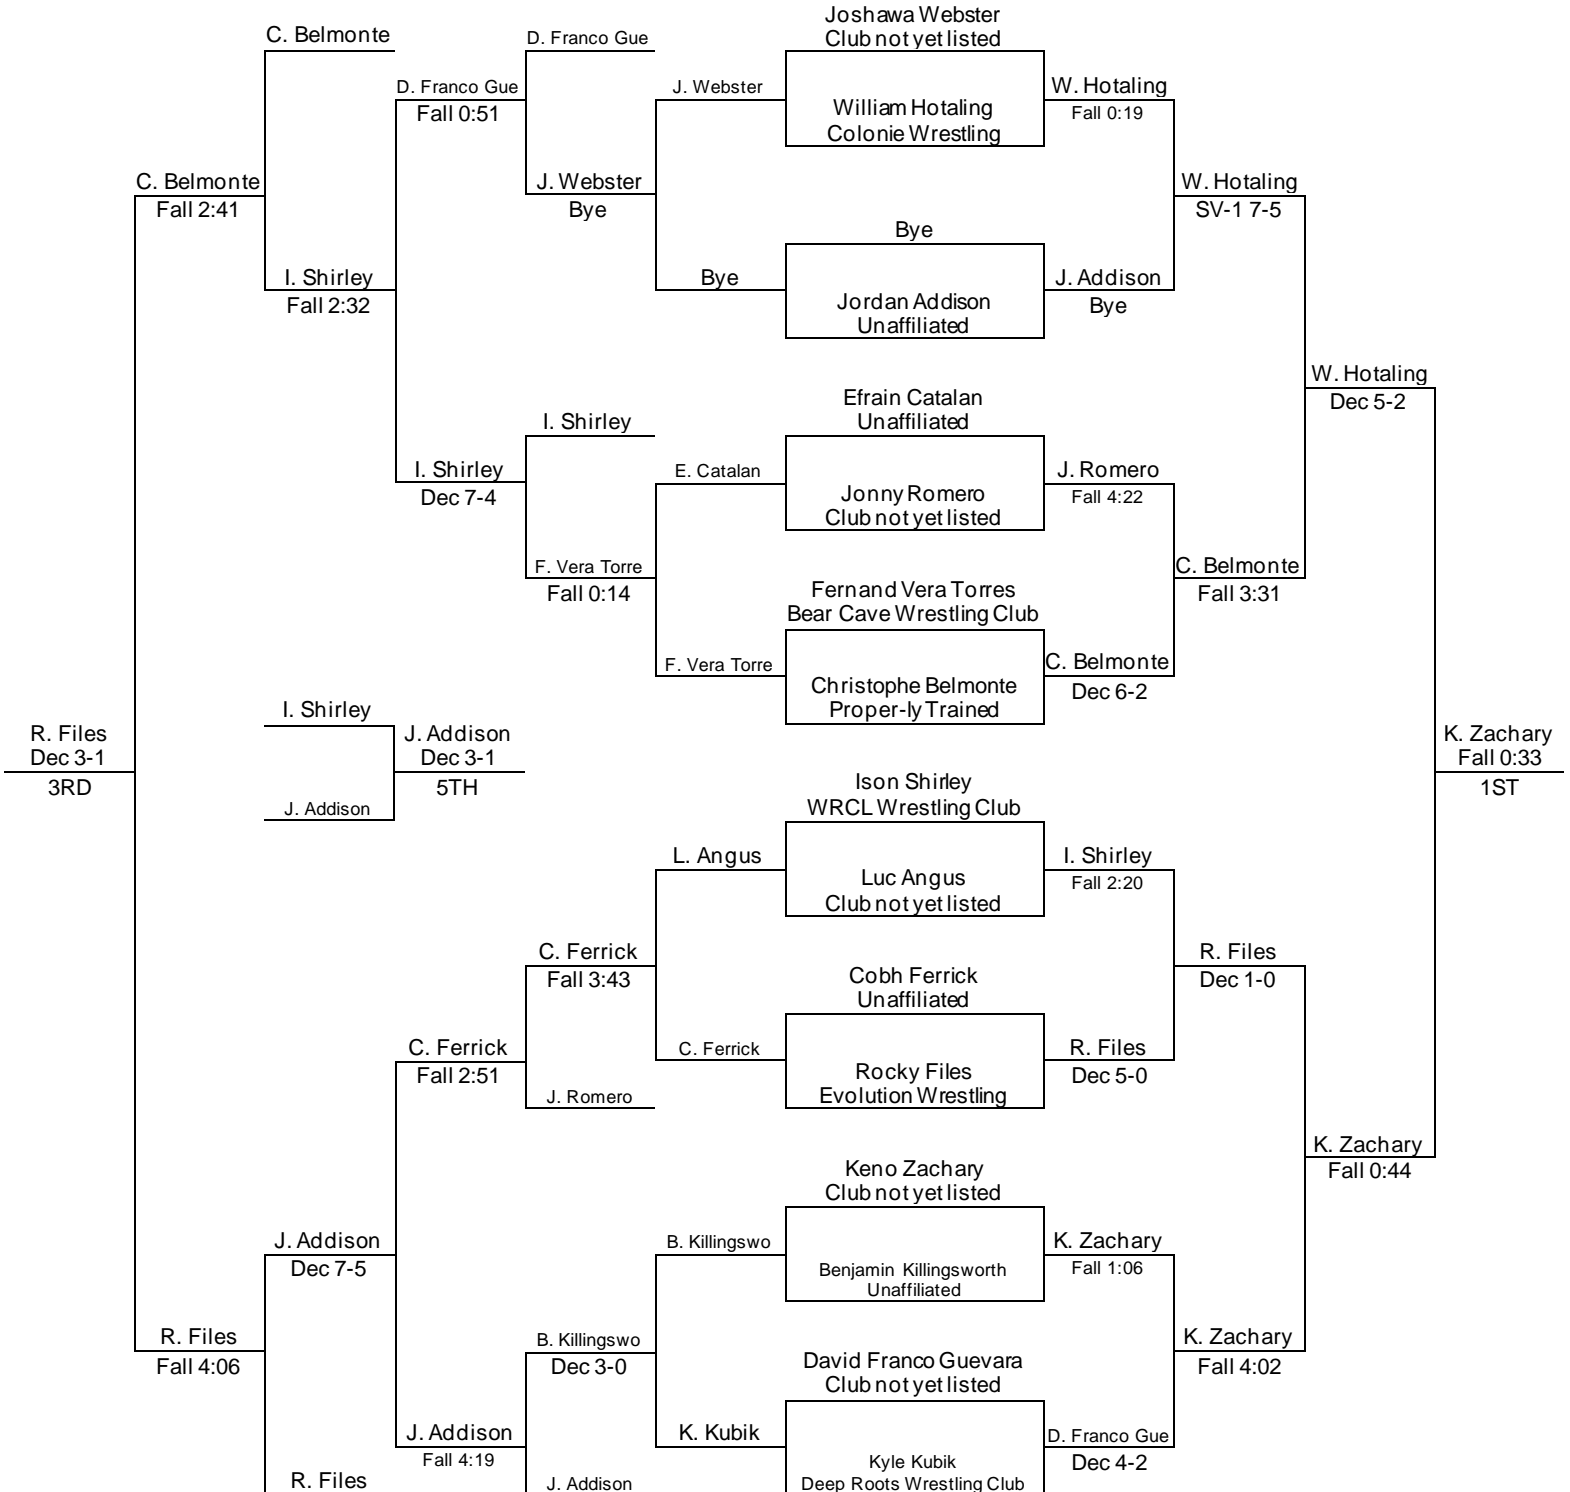 Joshawa Webster
C. Belmonte
D. Franco Gue
Club not yet listed
D. Franco Gue
J. Webster
W. Hotaling
Fall 0:51
William Hotaling
Fall 0:19
Colonie Wrestling
C. Belmonte
J. Webster
W. Hotaling
Fall 2:41
Bye
SV-1 7-5
Bye
I. Shirley
Bye
J. Addison
Fall 2:32
Jordan Addison
Bye
Unaffiliated
W. Hotaling
Efrain Catalan
Dec 5-2
I. Shirley
Unaffiliated
I. Shirley
E. Catalan
J. Romero
Dec 7-4
Jonny Romero
Fall 4:22
Club not yet listed
F. Vera Torre
C. Belmonte
Fall 0:14
Fernand Vera Torres
Fall 3:31
Bear Cave Wrestling Club
F. Vera Torre
C. Belmonte
Christophe Belmonte
Dec 6-2
I. Shirley
Proper-ly Trained
R. Files
J. Addison
K. Zachary
Dec 3-1
Dec 3-1
Fall 0:33
3RD
5TH
Ison Shirley
1ST
J. Addison
WRCL Wrestling Club
L. Angus
I. Shirley
Luc Angus
Fall 2:20
Club not yet listed
C. Ferrick
R. Files
Fall 3:43
Cobh Ferrick
Dec 1-0
Unaffiliated
C. Ferrick
C. Ferrick
R. Files
Fall 2:51
Rocky Files
Dec 5-0
J. Romero
Evolution Wrestling
K. Zachary
Keno Zachary
Fall 0:44
Club not yet listed
J. Addison
B. Killingswo
K. Zachary
Dec 7-5
Benjamin Killingsworth
Fall 1:06
Unaffiliated
R. Files
B. Killingswo
K. Zachary
Fall 4:06
Dec 3-0
David Franco Guevara
Fall 4:02
Club not yet listed
J. Addison
K. Kubik
D. Franco Gue
Fall 4:19
Kyle Kubik
Dec 4-2
R. Files
J. Addison
Deep Roots Wrestling Club